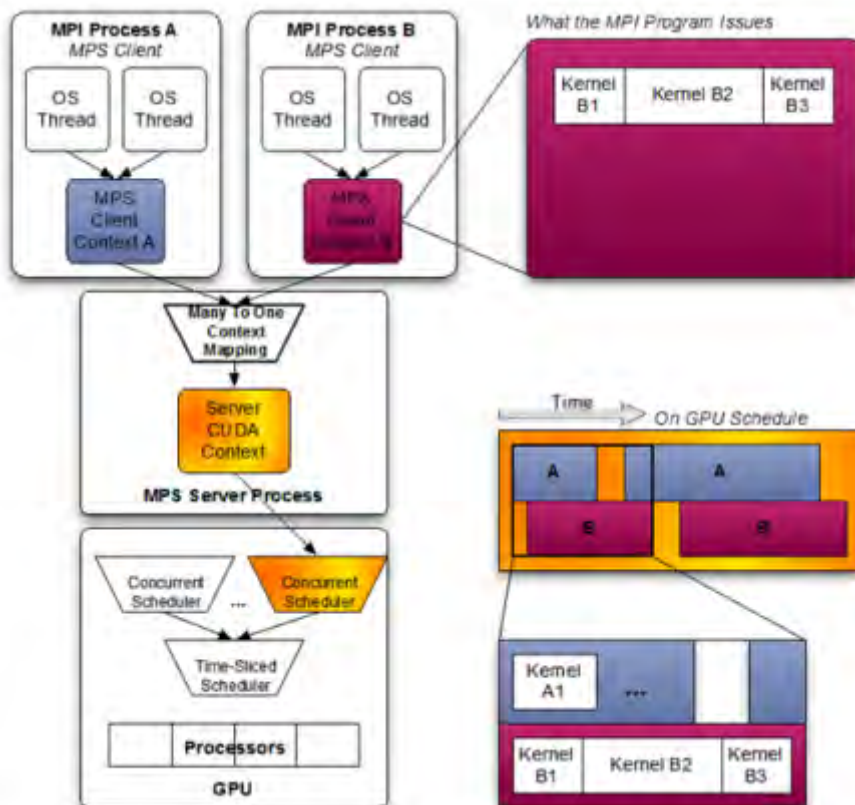 MPI Process A
MPS Client
OS
Thread
OS
Thread
MPS
Client
Context A
MPI Process B
MPS Client
OS
Thread
OS
Thread
MPS
Client
Context B
What the MPI Program Issues
Kernel
B1
Kernel B2
Kernel
B3
Many To One
Context
Mapping
Server
CUDA
Context
MPS Server Process
Concurrent
Scheduler
...
Concurrent
Scheduler
Time-Sliced
Scheduler
Processors
GPU
Time
On GPU Schedule
A
A
B
B
Kernel
A1
...
Kernel
B1
Kernel B2
Kernel
B3